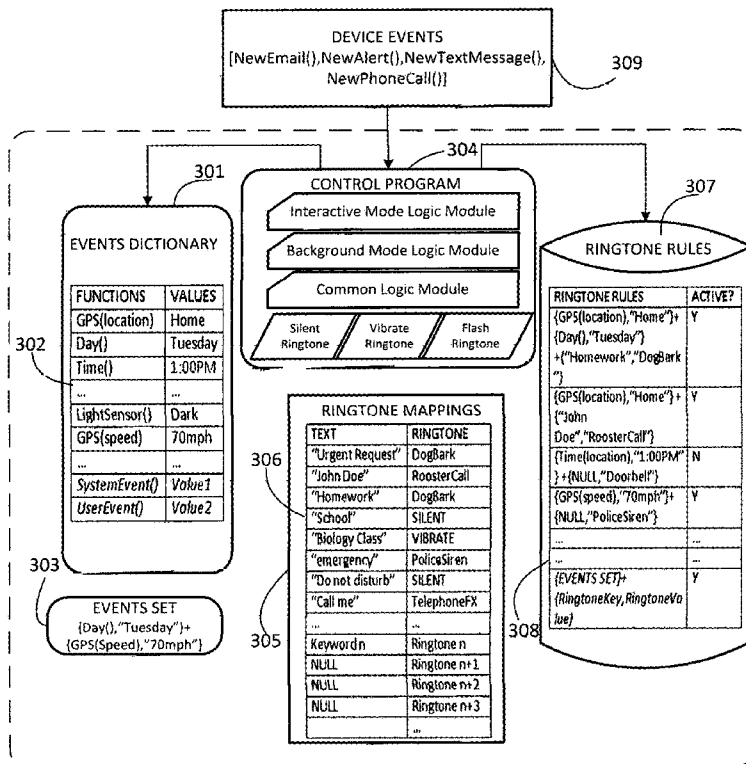 DEVICE EVENTS
[NewEmail(),NewAlert(),NewTextMessage(),
NewPhoneCall()]
309
304
301
307
CONTROL PROGRAM
Interactive Mode Logic Module
Background Mode Logic Module
Common Logic Module
Silent Ringtone
Vibrate Ringtone
Flash Ringtone
EVENTS DICTIONARY
FUNCTIONS VALUES
GPS(location) Home
Day() Tuesday
Time() 1:00PM
... ...
LightSensor() Dark
GPS(speed) 70mph
... ...
SystemEvent() Value1
UserEvent() Value2
302
303
EVENTS SET
{Day(),"Tuesday"}+
{GPS(Speed),"70mph"}
RINGTONE MAPPINGS
TEXT RINGTONE
"Urgent Request" DogBark
"John Doe" RoosterCall
"Homework" DogBark
"School" SILENT
"Biology Class" VIBRATE
"emergency" PoliceSiren
"Do not disturb" SILENT
"Call me" TelephoneFX
... ...
Keyword n Ringtone n
NULL Ringtone n+1
NULL Ringtone n+2
NULL Ringtone n+3
...
306
305
RINGTONE RULES
RINGTONE RULES ACTIVE?
{GPS(location),"Home"}+ Y
{Day(),"Tuesday"}
+{"Homework","DogBark
"}
{GPS(location),"Home"}+ Y
{"John
Doe","RoosterCall"}
{Time(location),"1:00PM" N
}+{NULL,"Doorbell"}
{GPS(speed),"70mph"}+ Y
{NULL,"PoliceSiren"}
... ...
... ...
{EVENTS SET}+ Y
{RingtoneKey,RingtoneVa
lue}
308